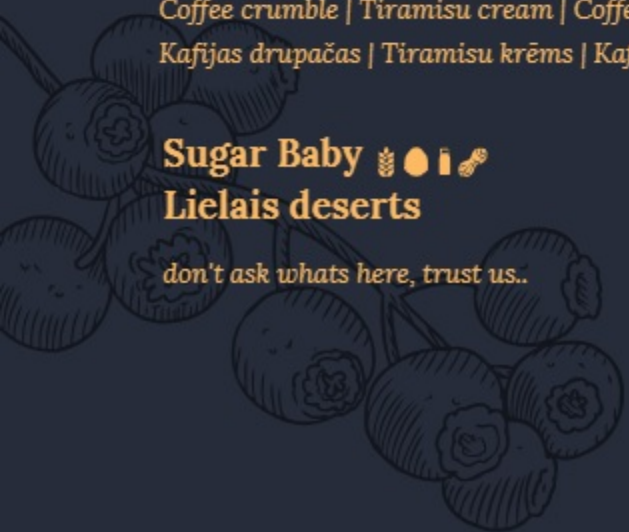 Coffee crumble | Tiramisu cream | Coffe
Kafijas drupačas | Tiramisu krēms | Kaf
Sugar Baby
Lielais deserts
don't ask whats here, trust us..